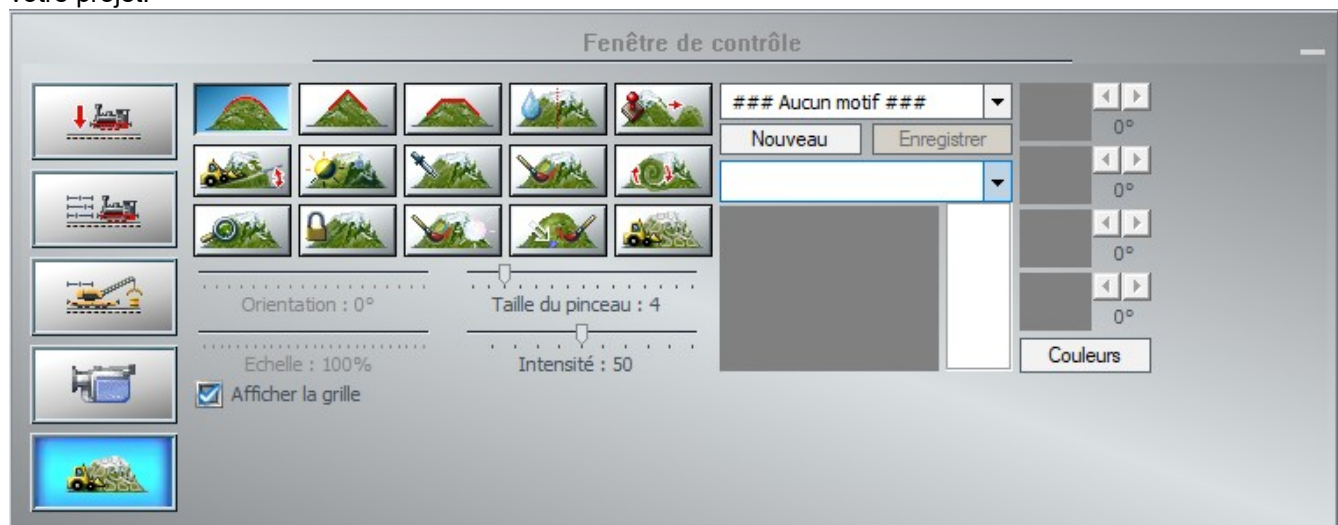 votre projet.
Fenêtre de contrôle
### Aucun motif ###
Nouveau
Enregistrer
0°
0°
0°
0°
Couleurs
Orientation : 0°
Taille du pinceau : 4
Echelle : 100%
Intensité : 50
Afficher la grille